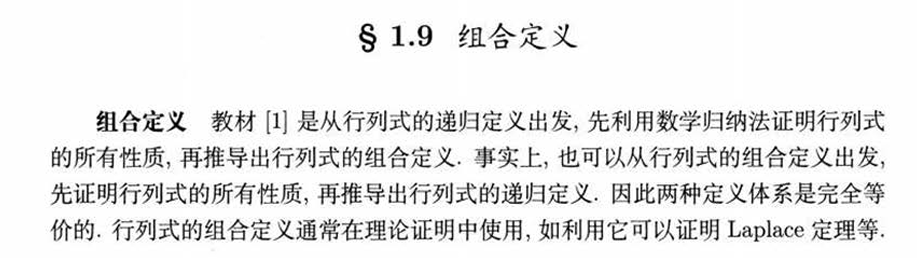 § 1.9 组合定义
组合定义 教材 [1] 是从行列式的递归定义出发, 先利用数学归纳法证明行列式
的所有性质, 再推导出行列式的组合定义. 事实上, 也可以从行列式的组合定义出发,
先证明行列式的所有性质, 再推导出行列式的递归定义. 因此两种定义体系是完全等
价的. 行列式的组合定义通常在理论证明中使用, 如利用它可以证明 Laplace 定理等.